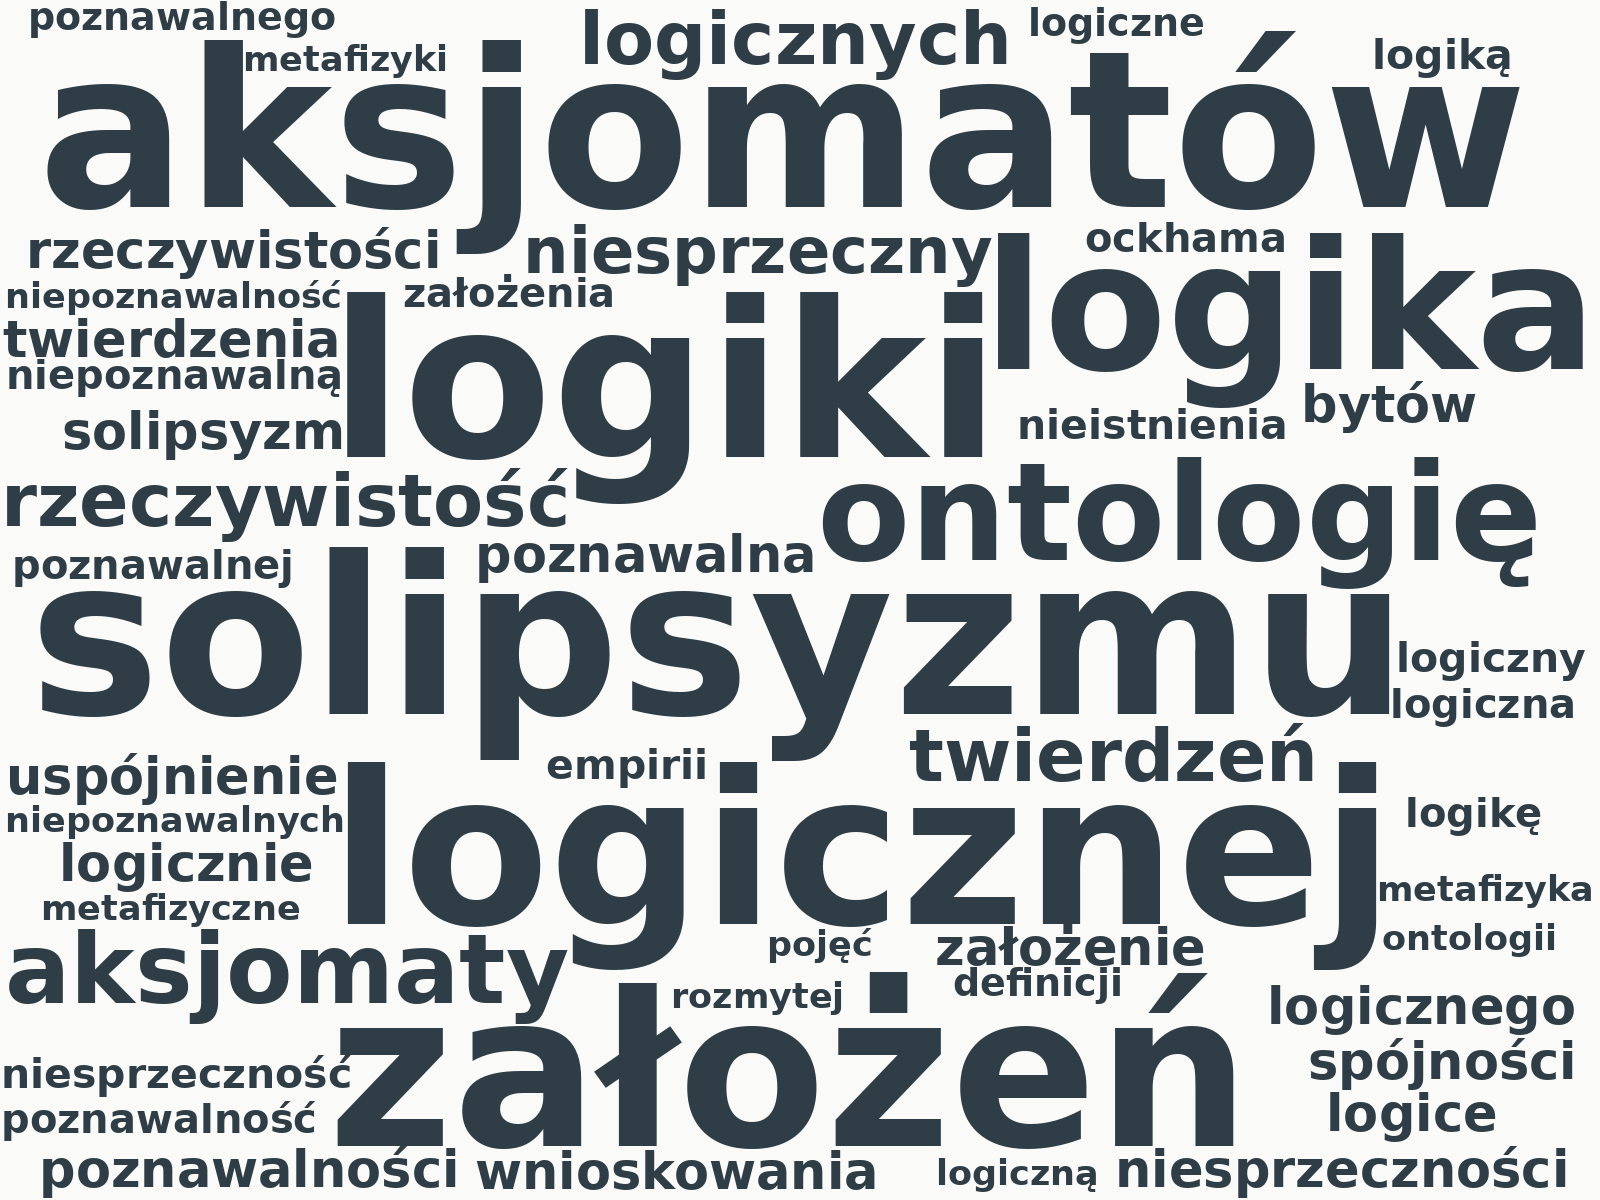 poznawalnego
metafizyki
logicznych
logiczne
logiką
aksjomatów
rzeczywistości
niesprzeczny
ockhama
logika
niepoznawalność
założenia
twierdzenia
logiki
niepoznawalną
bytów
solipsyzm
nieistnienia
rzeczywistość
ontologię
poznawalnej
poznawalna
solipsyzmu
logiczny
logiczna
uspójnienie
empirii
twierdzeń
niepoznawalnych
logicznej
logikę
logicznie
metafizyczne
metafizyka
aksjomaty
pojęć
założenie
ontologii
rozmytej
definicji
logicznego
założeń
niesprzeczność
spójności
poznawalność
logice
poznawalności
wnioskowania
logiczną
niesprzeczności